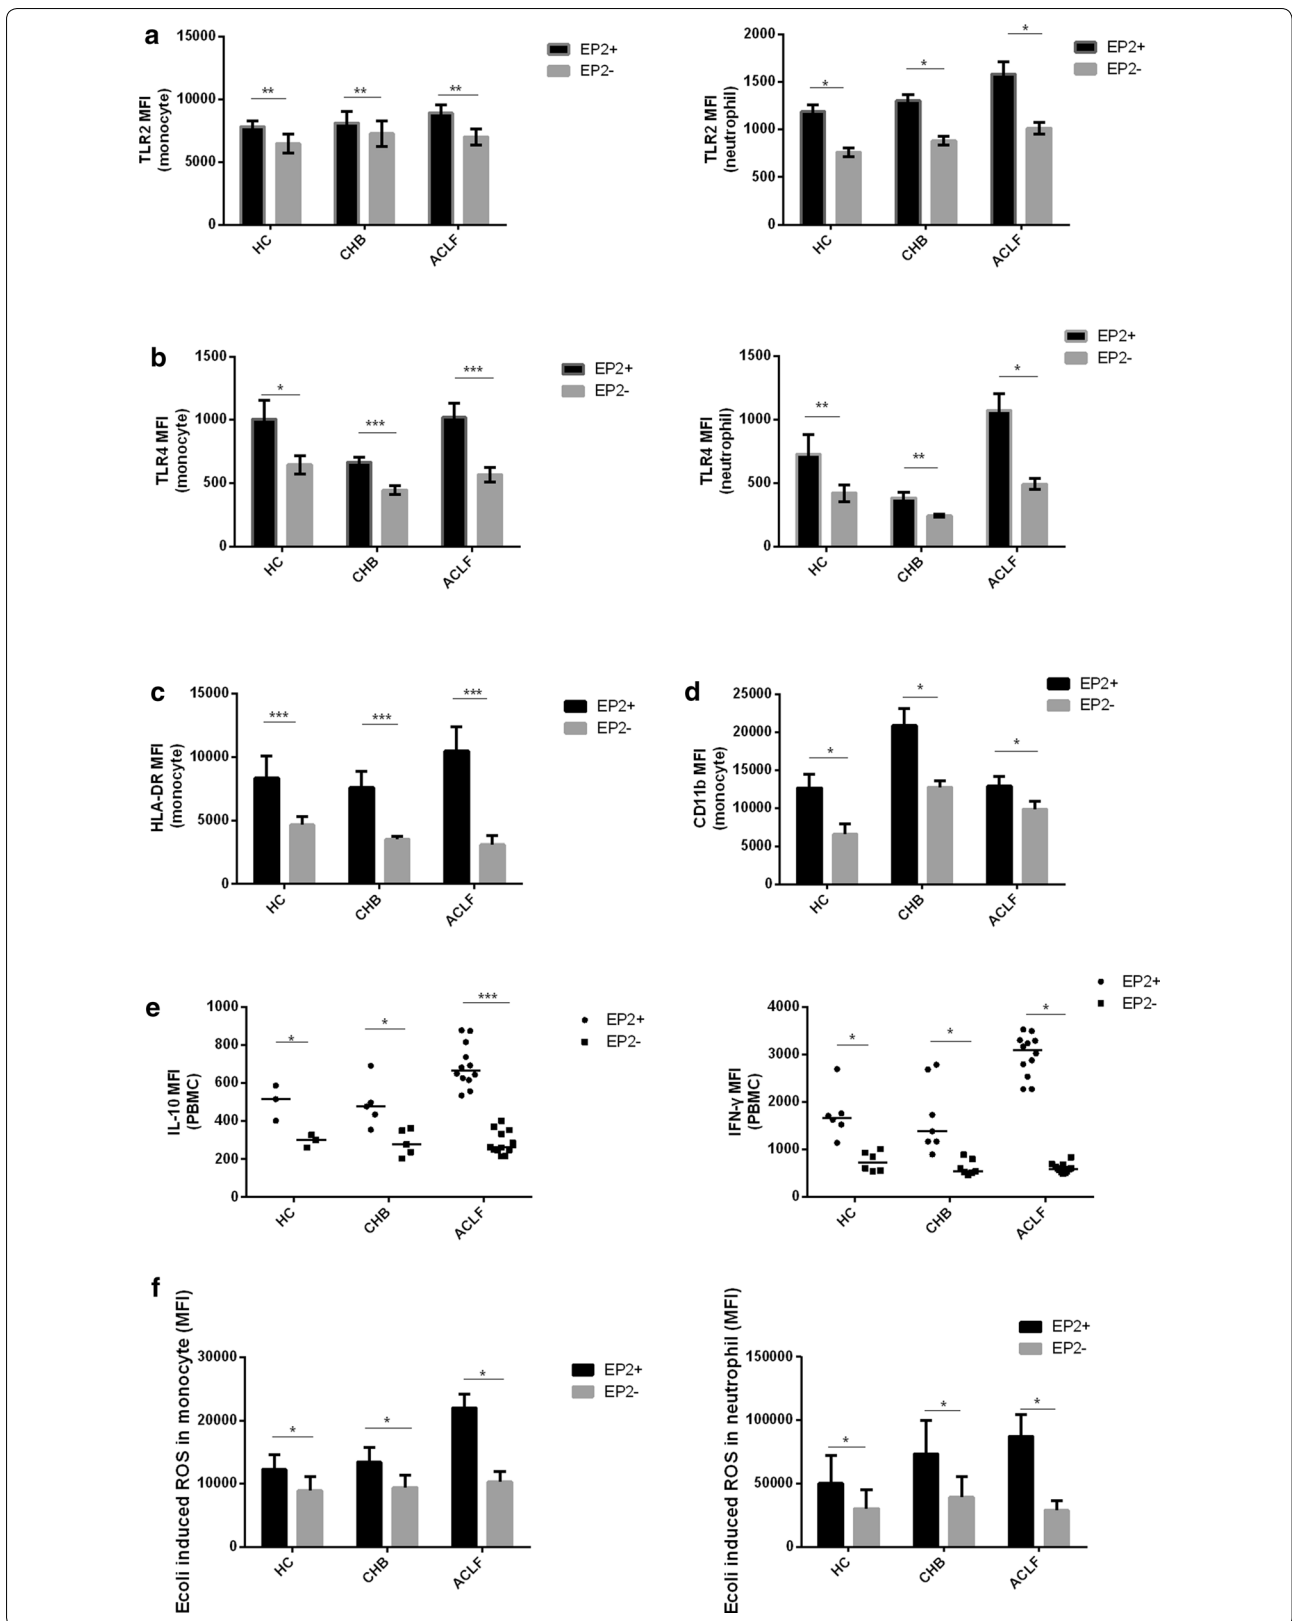 a
TLR2 MFI
(monocyte)
15000
10000
5000
0
** ** **
HC CHB ACLF
EP2+
EP2-
TLR2 MFI
(neutrophil)
2000
1500
1000
500
0
* * *
HC CHB ACLF
EP2+
EP2-
b
TLR4 MFI
(monocyte)
1500
1000
500
0
* *** ***
HC CHB ACLF
EP2+
EP2-
TLR4 MFI
(neutrophil)
1500
1000
500
0
** ** *
HC CHB ACLF
EP2+
EP2-
c
HLA-DR MFI
(monocyte)
15000
10000
5000
0
*** *** ***
HC CHB ACLF
EP2+
EP2-
d
CD11b MFI
(monocyte)
25000
20000
15000
10000
5000
0
* * *
HC CHB ACLF
EP2+
EP2-
e
IL-10 MFI
(PBMC)
1000
800
600
400
200
0
* * ***
HC CHB ACLF
EP2+
EP2-
IFN-γ MFI
(PBMC)
4000
3000
2000
1000
0
* * *
HC CHB ACLF
EP2+
EP2-
f
Ecoli induced ROS in monocyte (MFI)
30000
20000
10000
0
* * *
HC CHB ACLF
EP2+
EP2-
Ecoli induced ROS in neutrophil (MFI)
150000
100000
50000
0
* * *
HC CHB ACLF
EP2+
EP2-